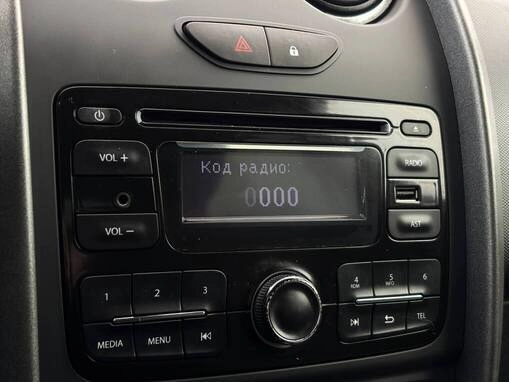 Код радио:
0000
VOL +
RADIO
VOL –
AST
1 2 3
4 RDM 5 INFO 6
MEDIA MENU
TEL